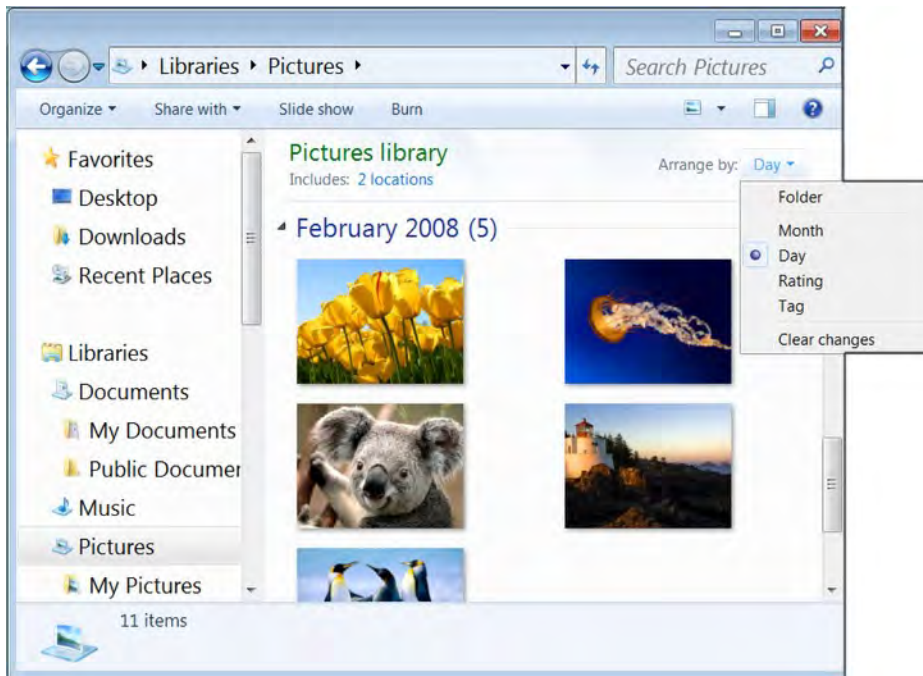 Libraries Pictures
Search Pictures
Organize Share with Slide show Burn
Favorites
Desktop
Downloads
Recent Places
Libraries
Documents
My Documents
Public Documer
Music
Pictures
My Pictures
Pictures library
Includes: 2 locations
Arrange by: Day
Folder
Month
Day
Rating
Tag
Clear changes
February 2008 (5)
11 items